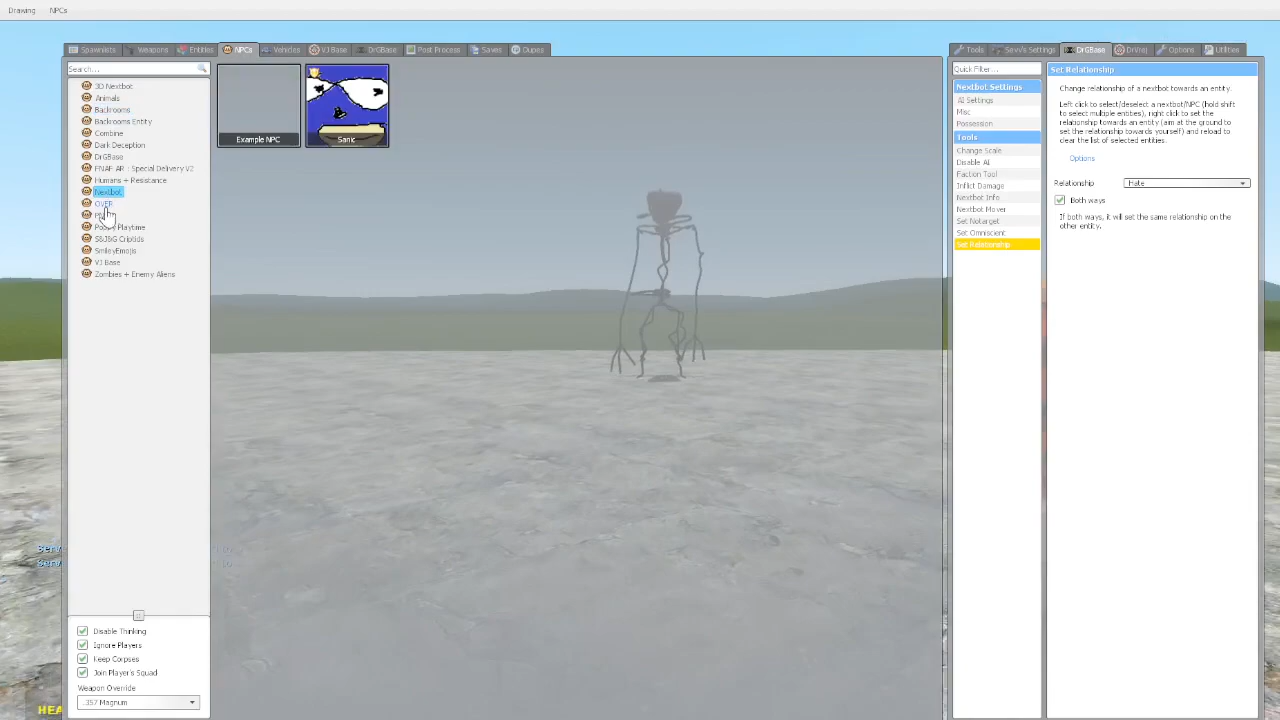 Drawing NPCs
Spawnlists Weapons Entities NPCs Vehicles VJ Base DrGBase Post Process Saves Dupes
Search...
3D Nextbot
Animals
Backrooms
Backrooms Entity
Combine
Dark Deception
DrGBase
FNAF AR : Special Delivery V2
Humans + Resistance
Nextbot
OVER
Playtime
S&J&G Criptids
SmileyEmojis
VJ Base
Zombies + Enemy Aliens
Example NPC
Sanic
Disable Thinking
Ignore Players
Keep Corpses
Join Player's Squad
Weapon Override
.357 Magnum
Tools Settings DrGBase DrVrej Options Utilities
Quick Filter...
Nextbot Settings
AI Settings
Misc
Possession
Tools
Change Scale
Disable AI
Faction Tool
Inflict Damage
Nextbot Info
Nextbot Mover
Set Notarget
Set Omniscient
Set Relationship
Set Relationship
Change relationship of a nextbot towards an entity.
Left click to select/deselect a nextbot/NPC (hold shift
to select multiple entities), right click to set the
relationship towards an entity (aim at the ground to
set the relationship towards yourself) and reload to
clear the list of selected entities.
Options
Relationship Hate
Both ways
If both ways, it will set the same relationship on the
other entity.